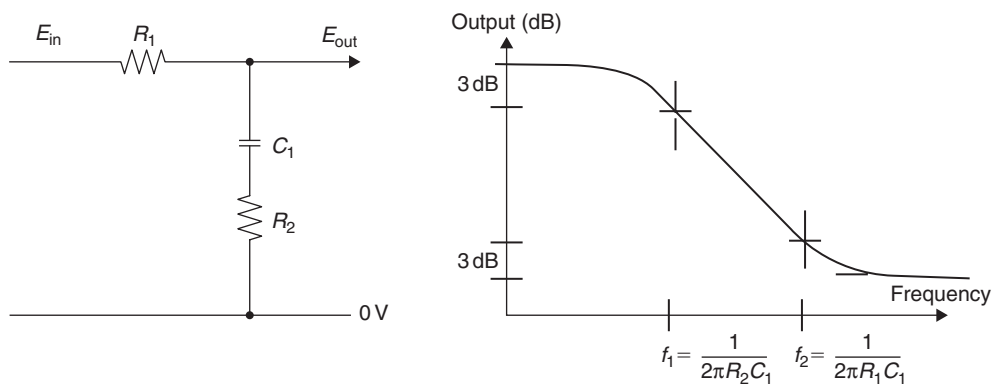 E_in
R_1
E_out
C_1
R_2
0 V
Output (dB)
3 dB
3 dB
Frequency
f_1 = 1/(2πR_2C_1)
f_2 = 1/(2πR_1C_1)